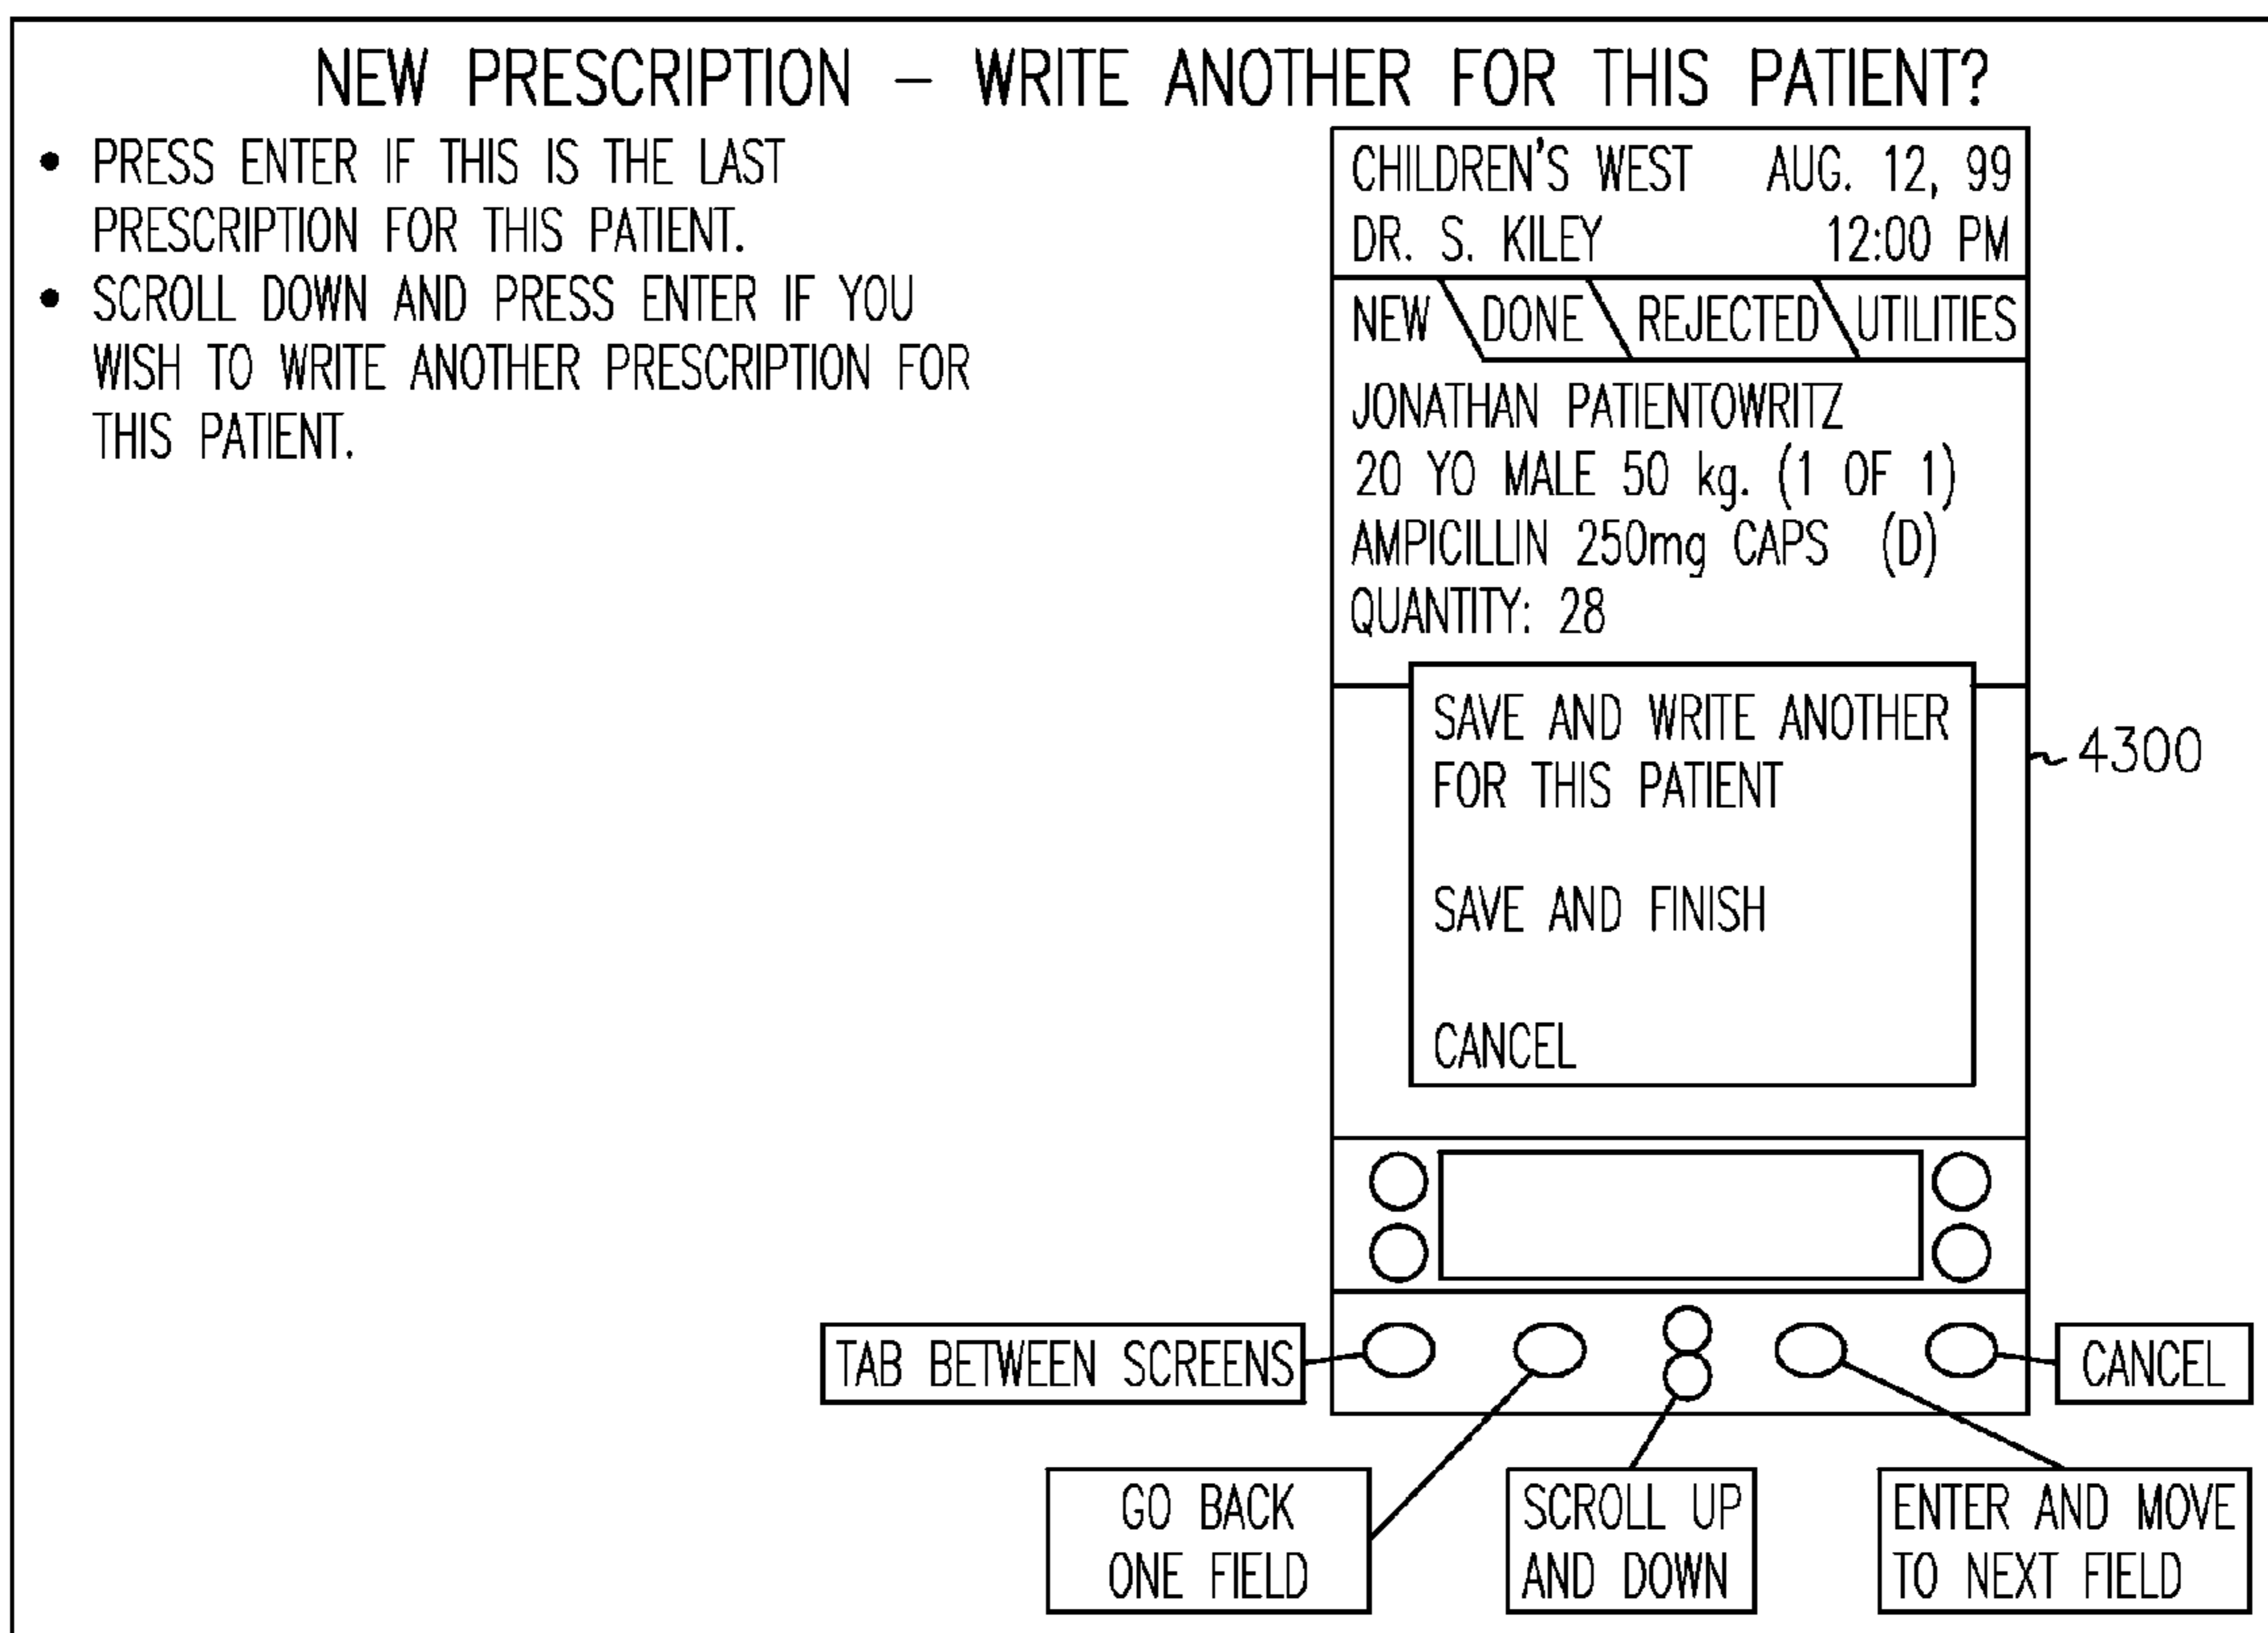 NEW PRESCRIPTION – WRITE ANOTHER FOR THIS PATIENT?
• PRESS ENTER IF THIS IS THE LAST
PRESCRIPTION FOR THIS PATIENT.
• SCROLL DOWN AND PRESS ENTER IF YOU
WISH TO WRITE ANOTHER PRESCRIPTION FOR
THIS PATIENT.
CHILDREN'S WEST AUG. 12, 99
DR. S. KILEY 12:00 PM
NEW DONE REJECTED UTILITIES
JONATHAN PATIENTOWRITZ
20 YO MALE 50 kg. (1 OF 1)
AMPICILLIN 250mg CAPS (D)
QUANTITY: 28
SAVE AND WRITE ANOTHER
FOR THIS PATIENT
4300
SAVE AND FINISH
CANCEL
TAB BETWEEN SCREENS
CANCEL
GO BACK
ONE FIELD
SCROLL UP
AND DOWN
ENTER AND MOVE
TO NEXT FIELD